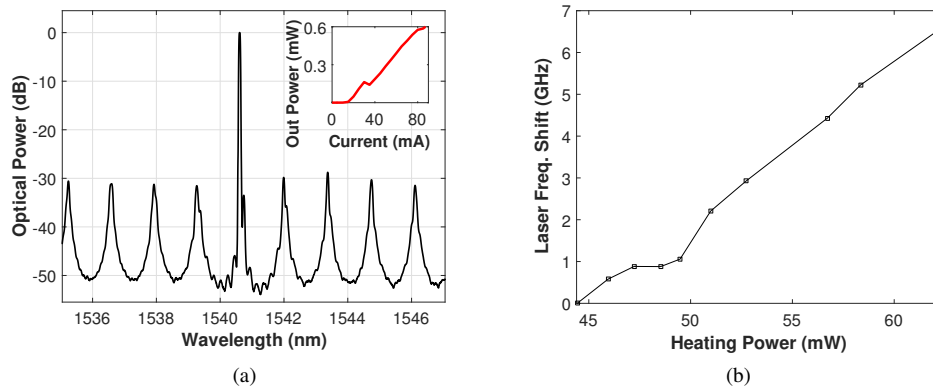 0
-10
-20
-30
-40
-50
Optical Power (dB)
1536 1538 1540 1542 1544 1546
Wavelength (nm)
0.6
0.3
Out Power (mW)
0 40 80
Current (mA)
(a)
7
6
5
4
3
2
1
0
Laser Freq. Shift (GHz)
45 50 55 60
Heating Power (mW)
(b)